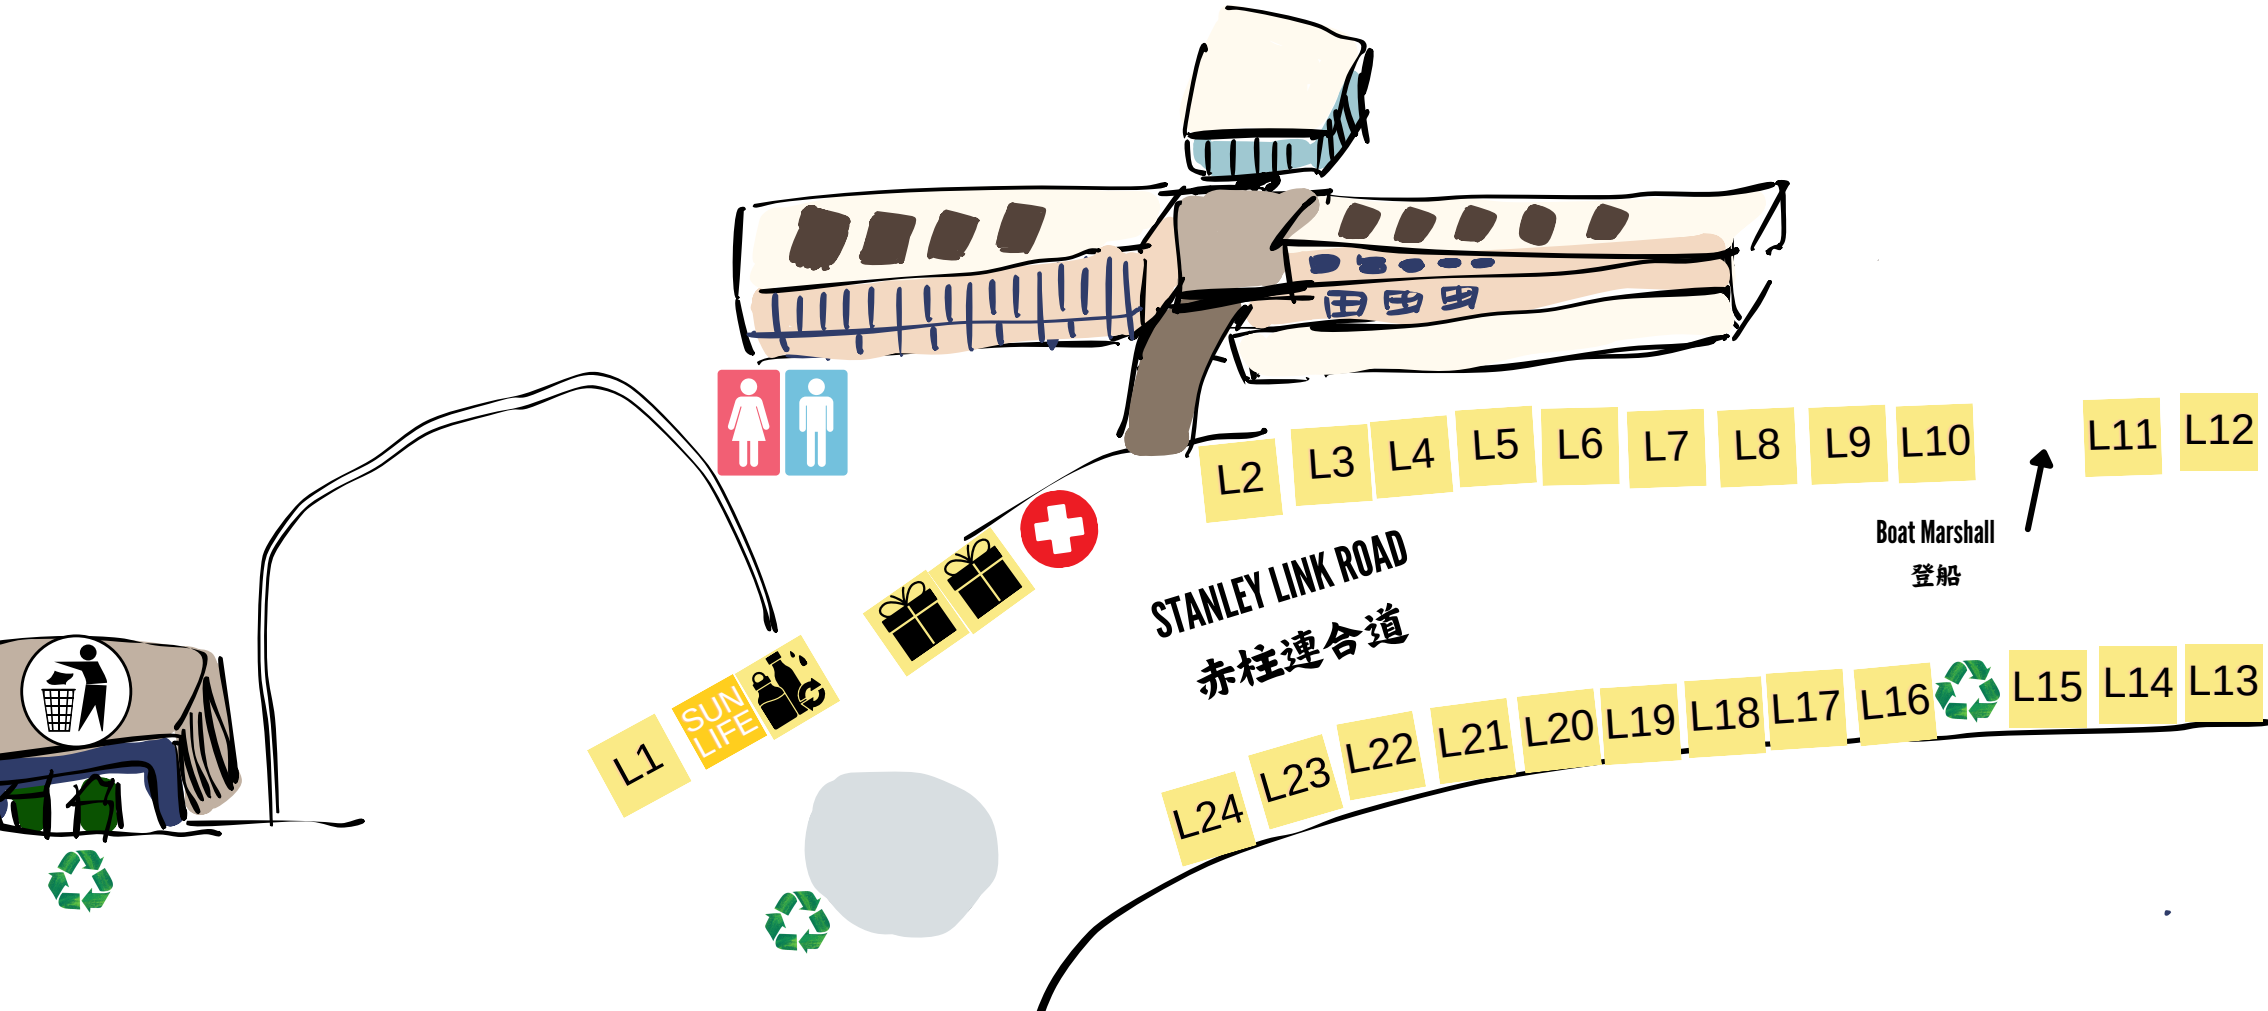 L2 L3 L4 L5 L6 L7 L8 L9 L10 L11 L12
Boat Marshall
登船
STANLEY LINK ROAD
赤柱連合道
SUN
LIFE
L1
L24 L23 L22 L21 L20 L19 L18 L17 L16 L15 L14 L13